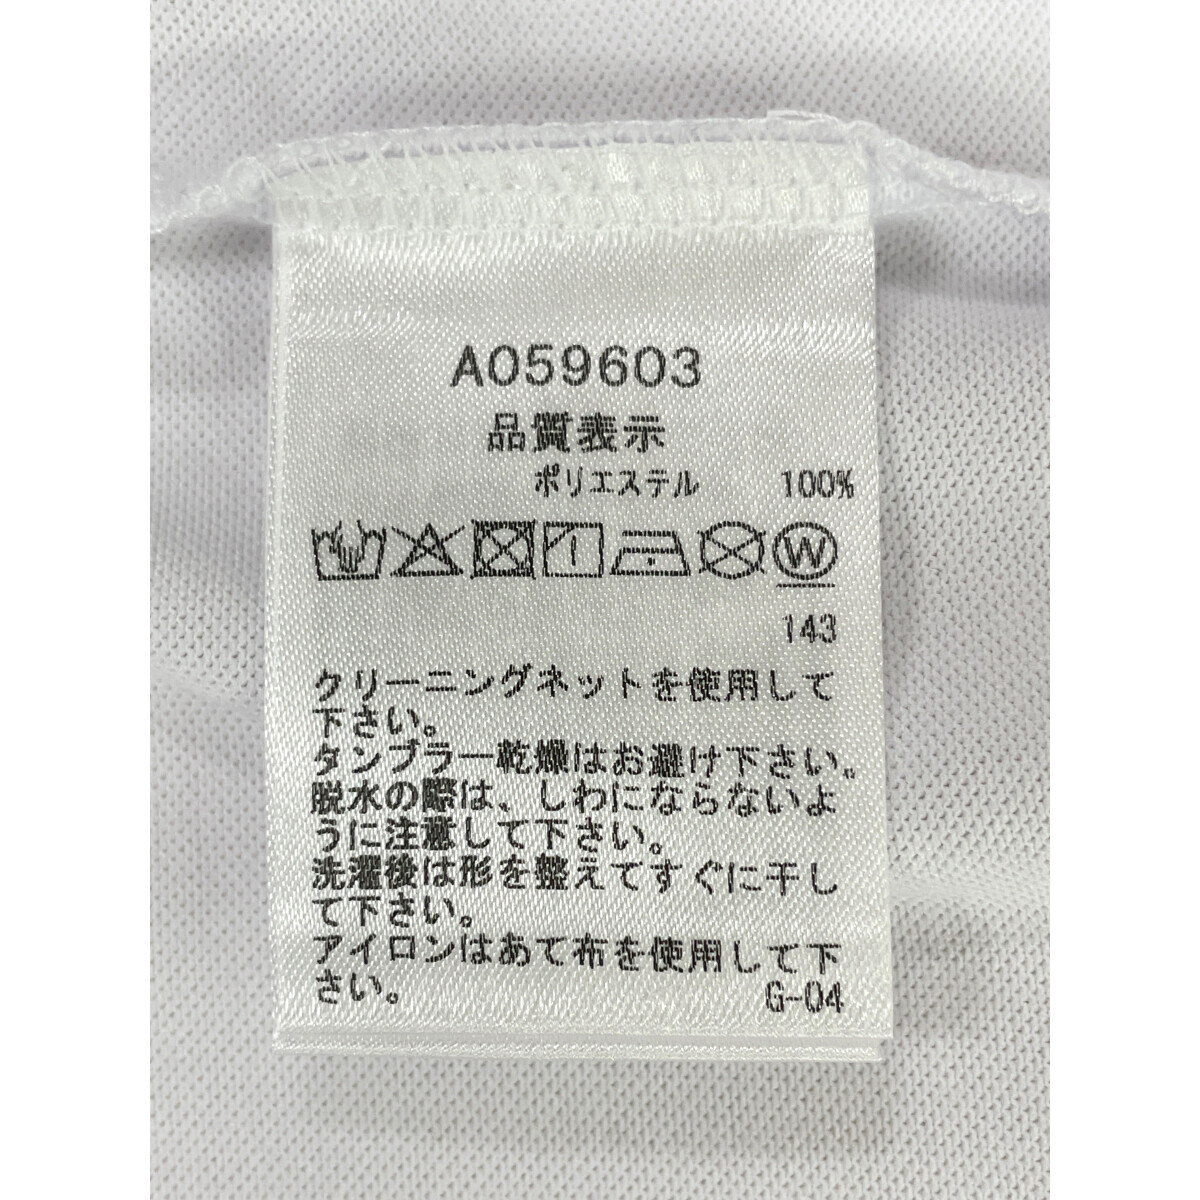 A059603
品質表示
ポリエステル 100%
W
143
クリーニングネットを使用して
下さい。
タンブラー乾燥はお避け下さい。
脱水の際は、しわにならないよ
うに注意して下さい。
洗濯後は形を整えてすぐに干し
て下さい。
アイロンはあて布を使用して下
さい。
G-04